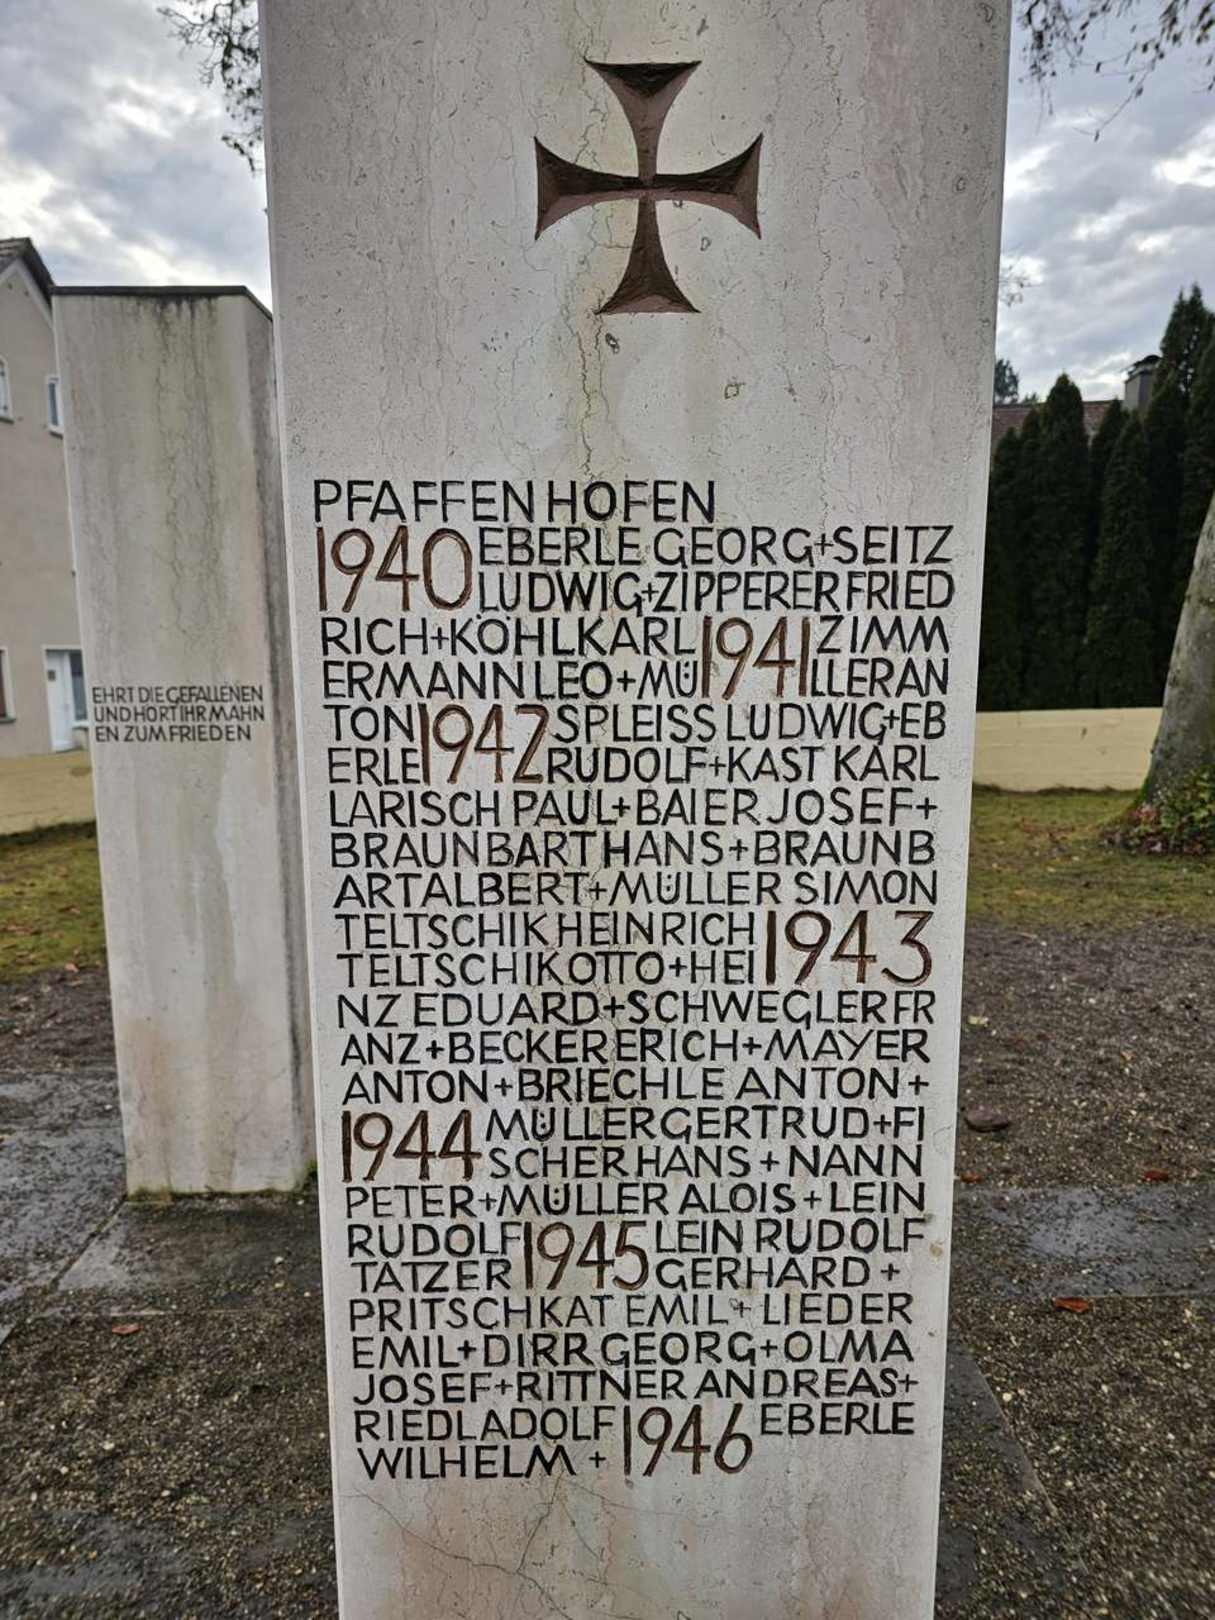 PFAFFENHOFEN
1940 EBERLE GEORG+SEITZ
LUDWIG+ZIPPERER FRIED
RICH+KÖHL KARL 1941 ZIMM
ERMANN LEO+MÜLLER AN
TON 1942 SPLEISS LUDWIG+EB
ERLE RUDOLF+KAST KARL
LARISCH PAUL+BAIER JOSEF+
BRAUNBART HANS+BRAUNB
ART ALBERT+MÜLLER SIMON
TELTSCHIK HEINRICH 1943
TELTSCHIK OTTO+HEI
NZ EDUARD+SCHWEGLER FR
ANZ+BECKER ERICH+MAYER
ANTON+BRIECHLE ANTON+
1944 MÜLLER GERTRUD+FI
SCHER HANS+NANN
PETER+MÜLLER ALOIS+LEIN
RUDOLF 1945 LEIN RUDOLF
TATZER GERHARD+
PRITSCHKAT EMIL+LIEDER
EMIL+DIRR GEORG+OLMA
JOSEF+RITTNER ANDREAS+
RIEDL ADOLF 1946 EBERLE
WILHELM+
EHRT DIE GEFALLENEN
UND HÖRT IHR MAHN
EN ZUM FRIEDEN